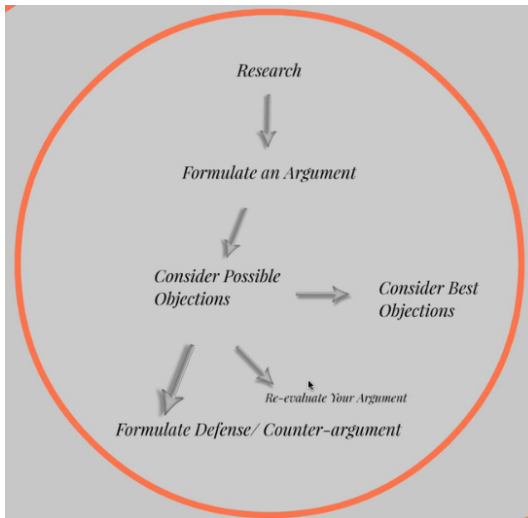 Research
Formulate an Argument
Consider Possible
Objections
Consider Best
Objections
Re-evaluate Your Argument
Formulate Defense/ Counter-argument